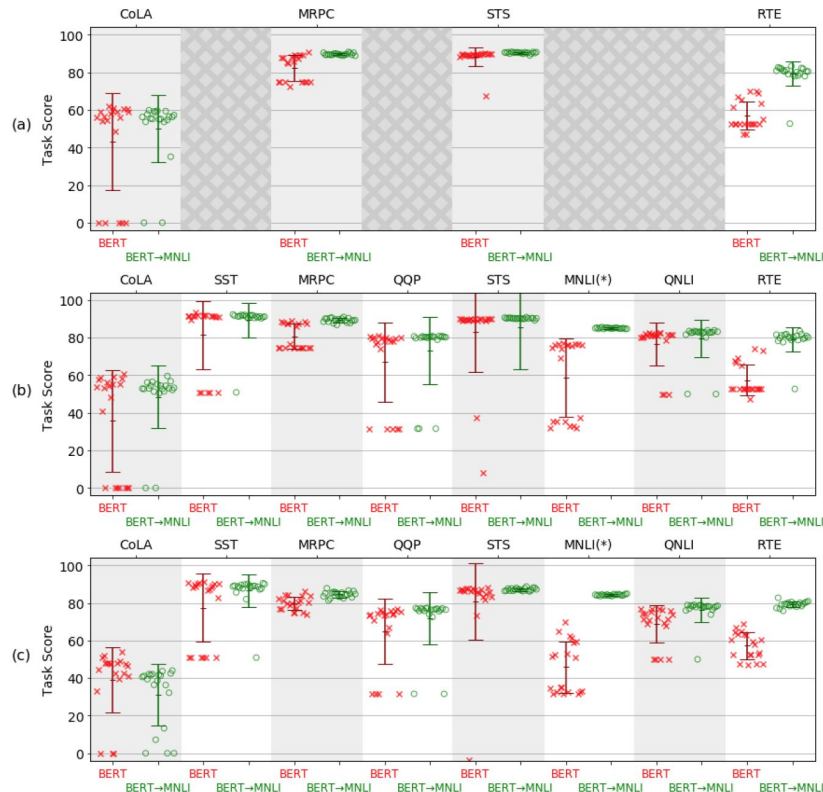 CoLA MRPC STS RTE
100
80
(a)
Task Score
60
40
20
0
BERT BERT BERT BERT
BERT→MNLI BERT→MNLI BERT→MNLI BERT→MNLI
CoLA SST MRPC QQP STS MNLI(*) QNLI RTE
100
80
(b)
Task Score
60
40
20
0
BERT BERT BERT BERT BERT BERT BERT BERT
BERT→MNLI BERT→MNLI BERT→MNLI BERT→MNLI BERT→MNLI BERT→MNLI BERT→MNLI BERT→MNLI
CoLA SST MRPC QQP STS MNLI(*) QNLI RTE
100
80
(c)
Task Score
60
40
20
0
BERT BERT BERT BERT BERT BERT BERT BERT
BERT→MNLI BERT→MNLI BERT→MNLI BERT→MNLI BERT→MNLI BERT→MNLI BERT→MNLI BERT→MNLI